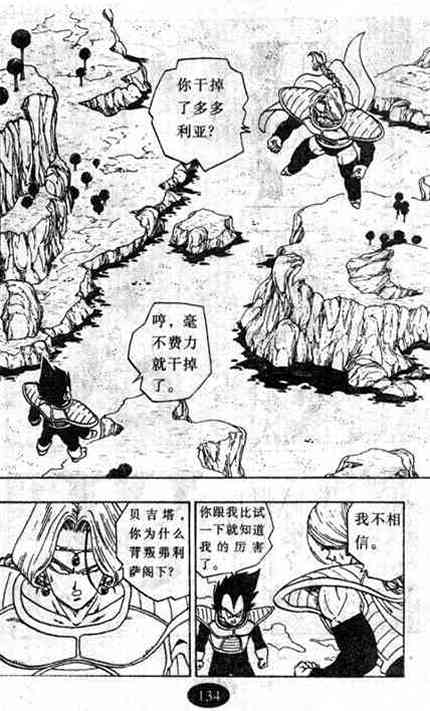 你干掉
了多多
利亚？
哼，毫
不费力
就干掉
了。
我不相
信。
你跟我比试
一下就知道
我的厉害
了。
贝吉塔，
你为什么
背叛弗利
萨阁下？
134